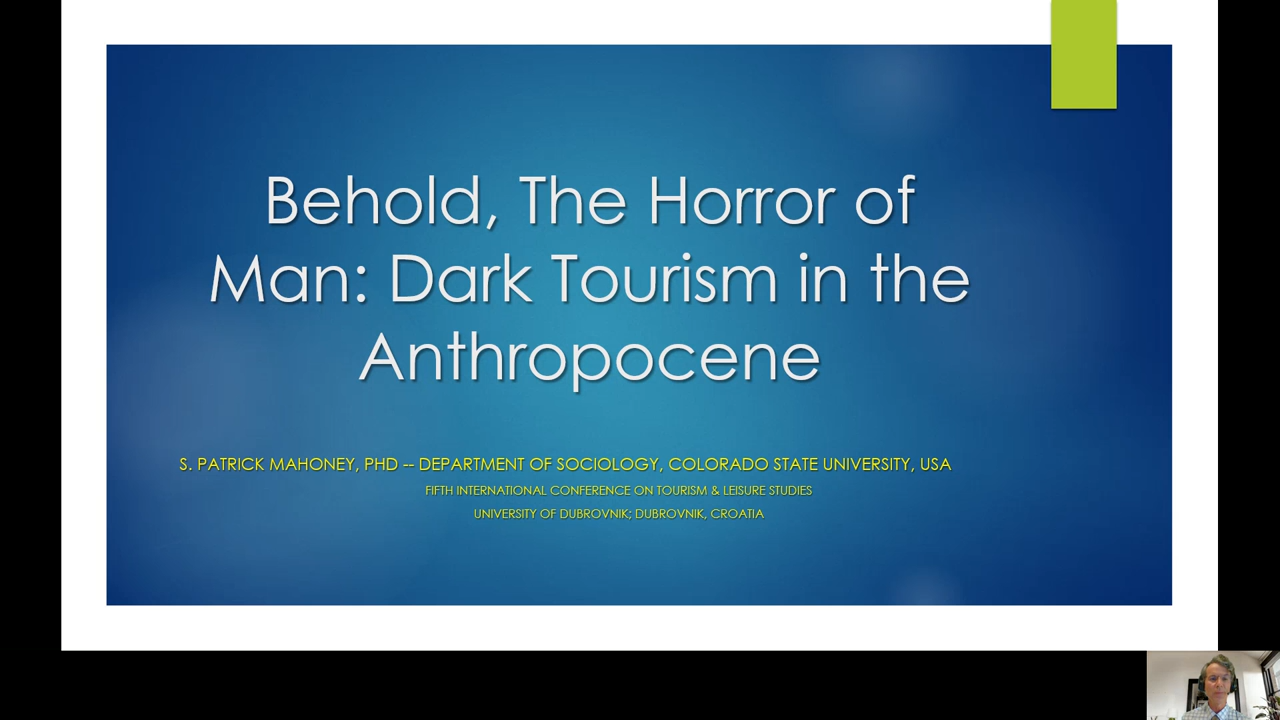 Behold, The Horror of
Man: Dark Tourism in the
Anthropocene
S. PATRICK MAHONEY, PHD -- DEPARTMENT OF SOCIOLOGY, COLORADO STATE UNIVERSITY, USA
FIFTH INTERNATIONAL CONFERENCE ON TOURISM & LEISURE STUDIES
UNIVERSITY OF DUBROVNIK; DUBROVNIK, CROATIA